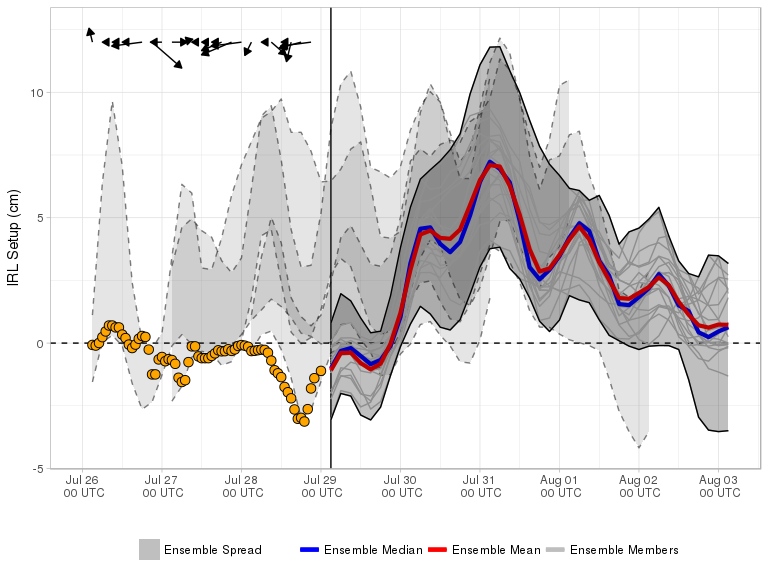 10
5
0
-5
IRL Setup (cm)
Jul 26 Jul 27 Jul 28 Jul 29 Jul 30 Jul 31 Aug 01 Aug 02 Aug 03
00 UTC 00 UTC 00 UTC 00 UTC 00 UTC 00 UTC 00 UTC 00 UTC 00 UTC
Ensemble Spread Ensemble Median Ensemble Mean Ensemble Members